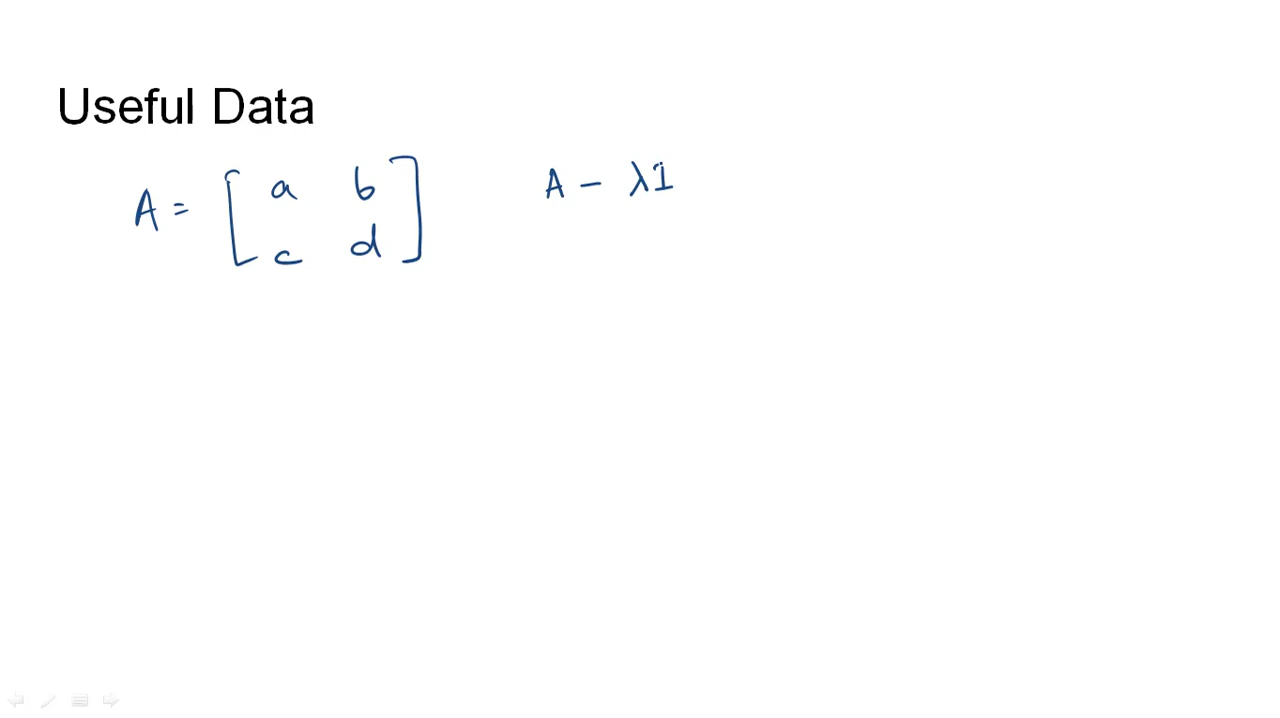 Useful Data
A = [ a b
c d ]
A - λI